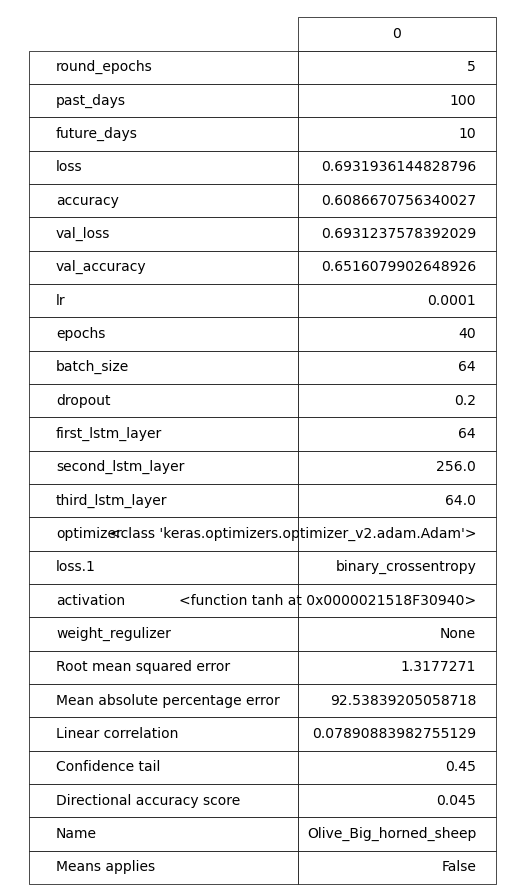 0
round_epochs 5
past_days 100
future_days 10
loss 0.6931936144828796
accuracy 0.6086670756340027
val_loss 0.6931237578392029
val_accuracy 0.6516079902648926
lr 0.0001
epochs 40
batch_size 64
dropout 0.2
first_lstm_layer 64
second_lstm_layer 256.0
third_lstm_layer 64.0
optimizer <class 'keras.optimizers.optimizer_v2.adam.Adam'>
loss.1 binary_crossentropy
activation <function tanh at 0x0000021518F30940>
weight_regulizer None
Root mean squared error 1.3177271
Mean absolute percentage error 92.53839205058718
Linear correlation 0.07890883982755129
Confidence tail 0.45
Directional accuracy score 0.045
Name Olive_Big_horned_sheep
Means applies False